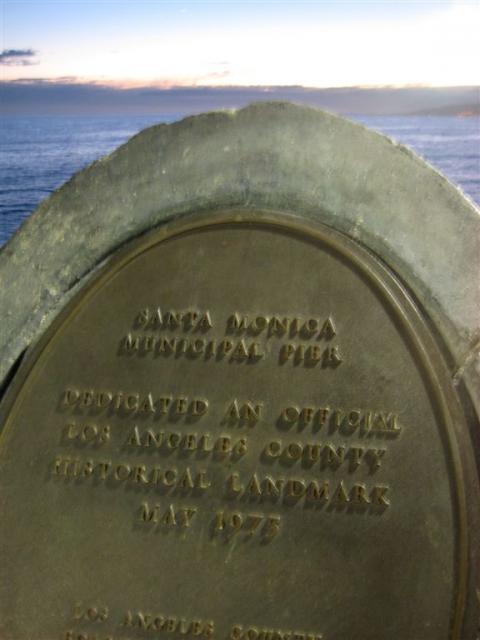 SANTA MONICA
MUNICIPAL PIER
DEDICATED AN OFFICIAL
LOS ANGELES COUNTY
HISTORICAL LANDMARK
MAY 1975
LOS ANGELES COUNTY